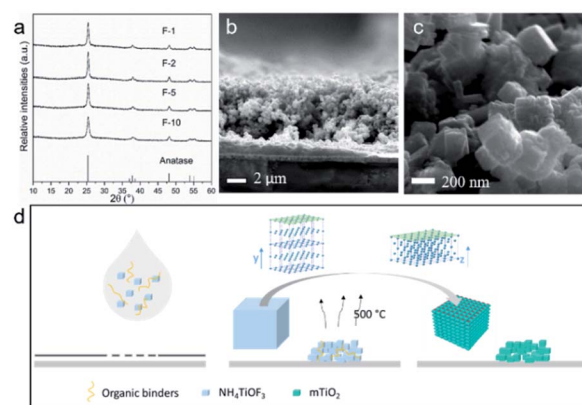 a
Relative intensities (a.u.)
F-1
F-2
F-5
F-10
Anatase
10 15 20 25 30 35 40 45 50 55 60
2θ (°)
b
2 μm
c
200 nm
d
y
z
500 °C
Organic binders
NH₄TiOF₃
mTiO₂